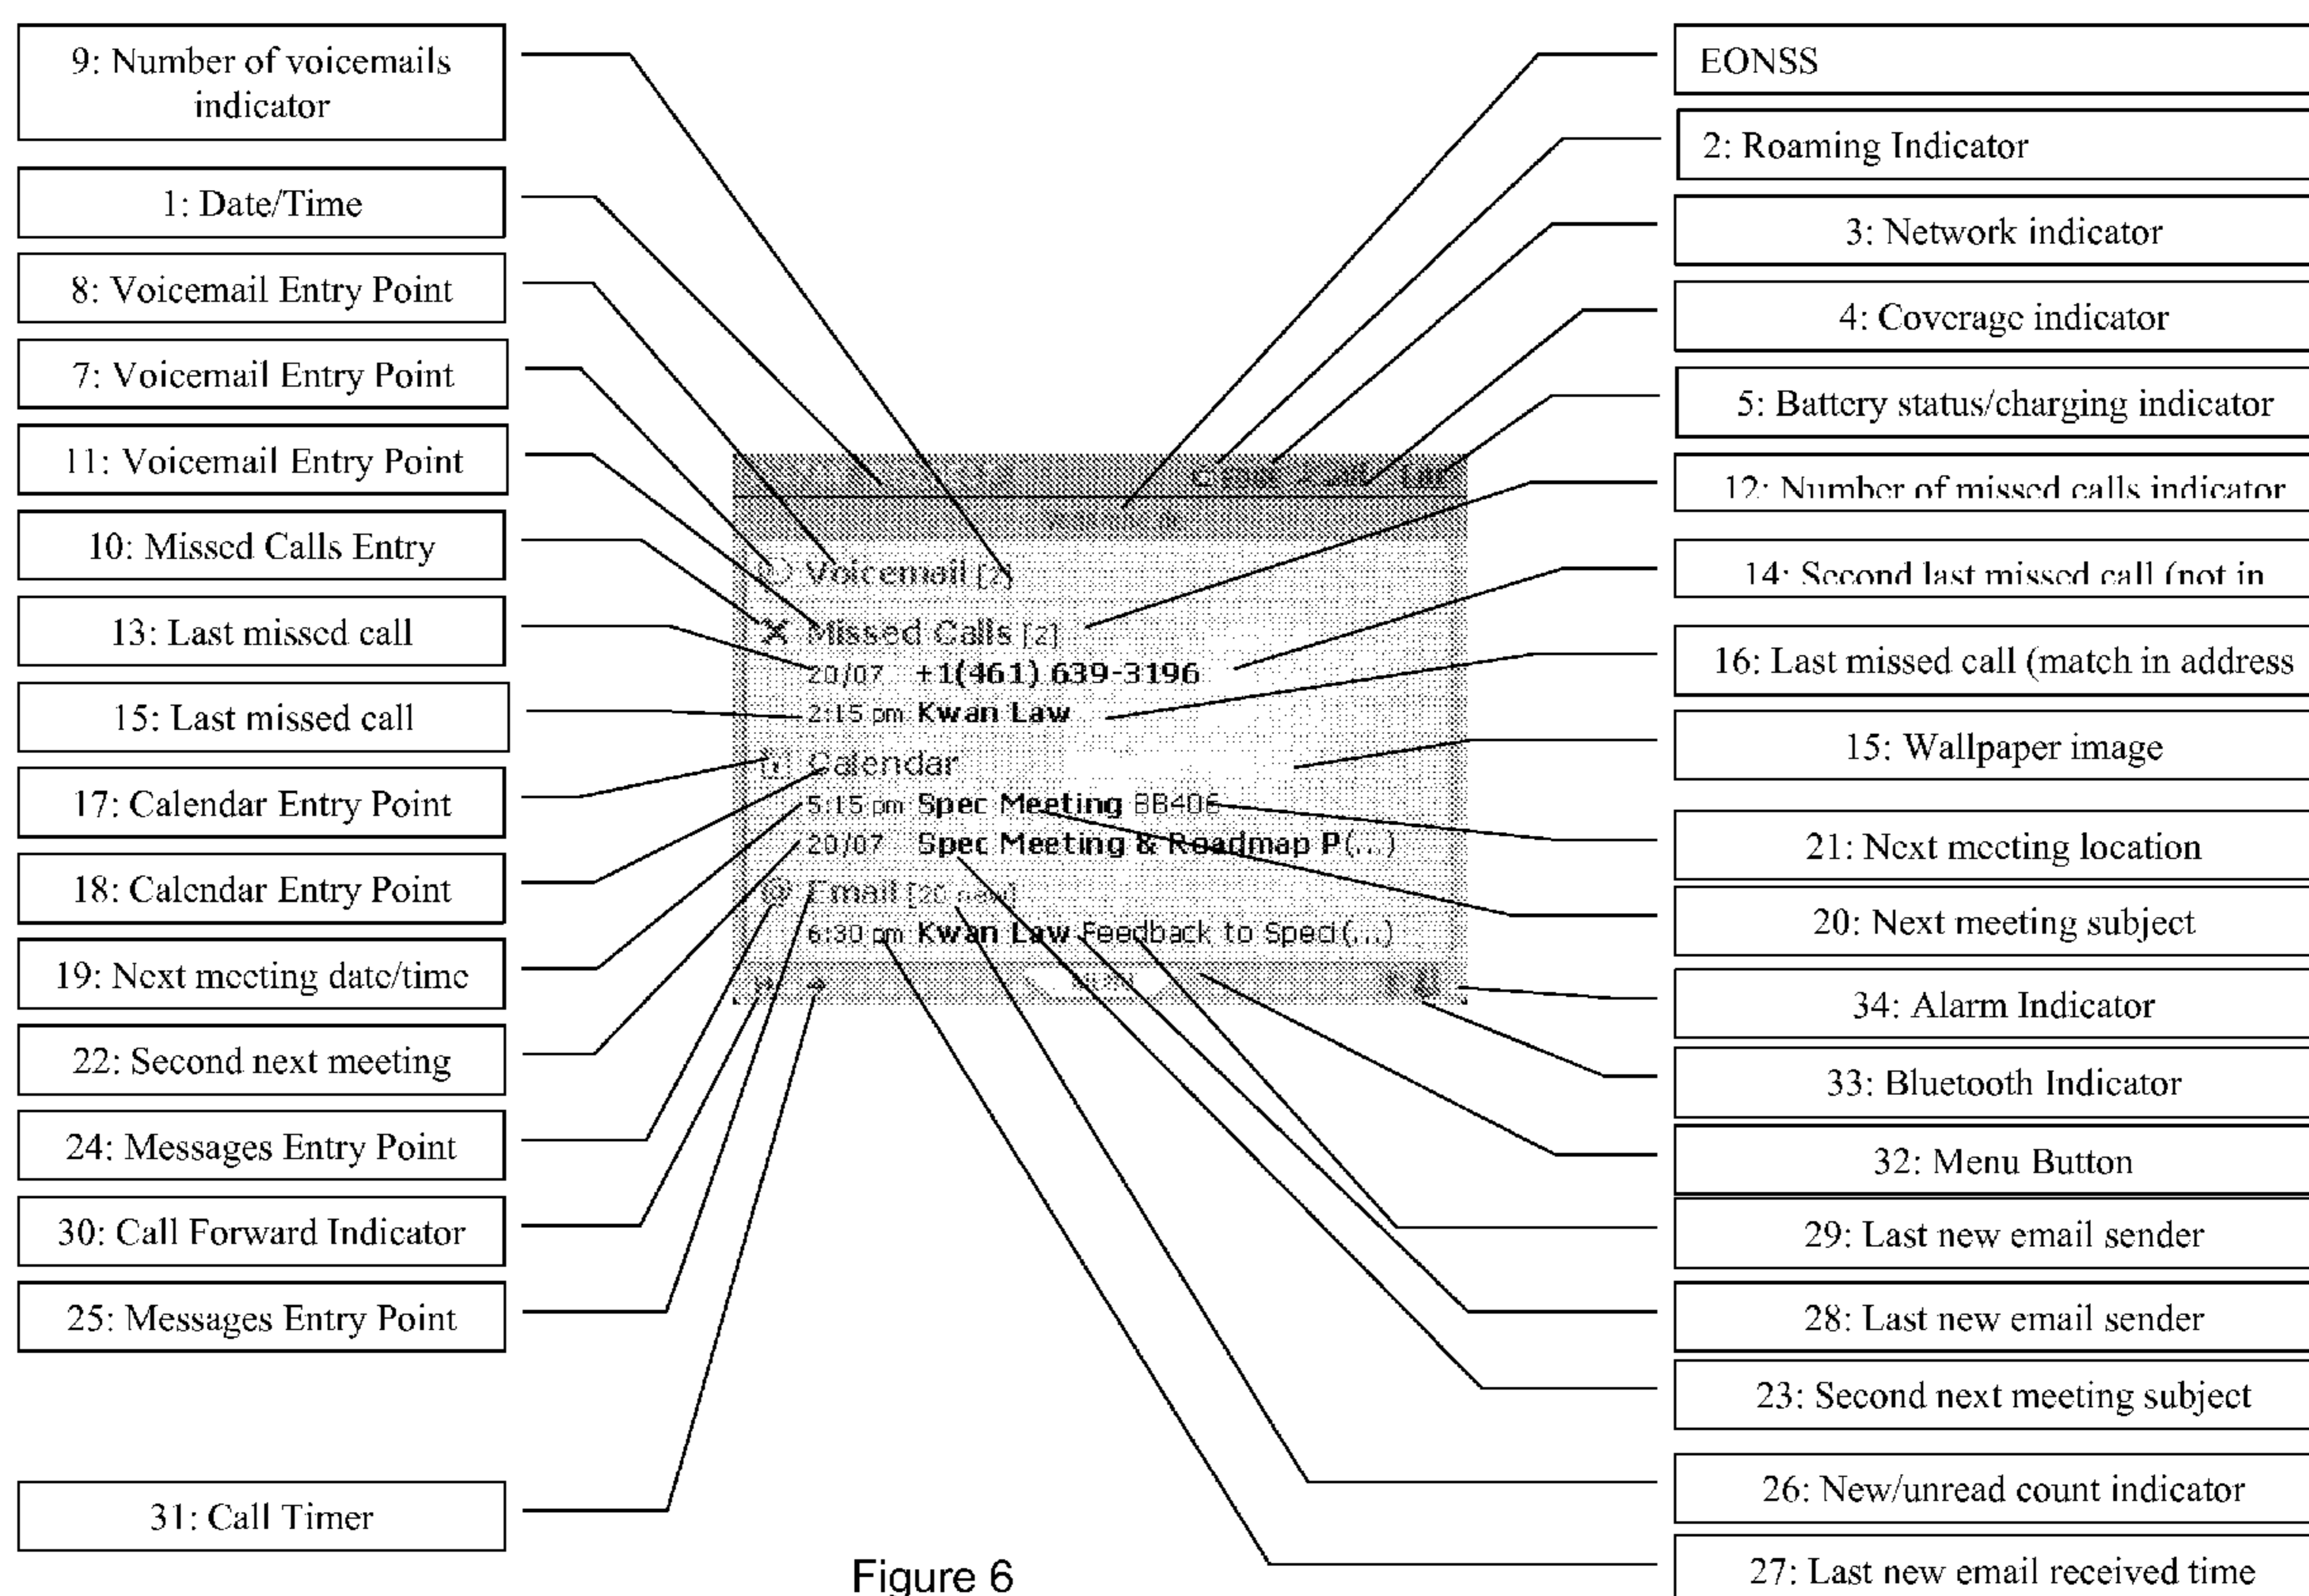 9: Number of voicemails
indicator
1: Date/Time
8: Voicemail Entry Point
7: Voicemail Entry Point
11: Voicemail Entry Point
10: Missed Calls Entry
13: Last missed call
15: Last missed call
17: Calendar Entry Point
18: Calendar Entry Point
19: Next meeting date/time
22: Second next meeting
24: Messages Entry Point
30: Call Forward Indicator
25: Messages Entry Point
31: Call Timer
Voicemail [2]
Missed Calls [2]
20/07 +1(461) 639-3196
2:15 pm Kwan Law
Calendar
5:15 pm Spec Meeting BB406
20/07 Spec Meeting & Roadmap P(...)
Email [20 new]
6:30 pm Kwan Law Feedback to Speci(...)
EONSS
2: Roaming Indicator
3: Network indicator
4: Coverage indicator
5: Battery status/charging indicator
12: Number of missed calls indicator
14: Second last missed call (not in
16: Last missed call (match in address
15: Wallpaper image
21: Next meeting location
20: Next meeting subject
34: Alarm Indicator
33: Bluetooth Indicator
32: Menu Button
29: Last new email sender
28: Last new email sender
23: Second next meeting subject
26: New/unread count indicator
27: Last new email received time
Figure 6